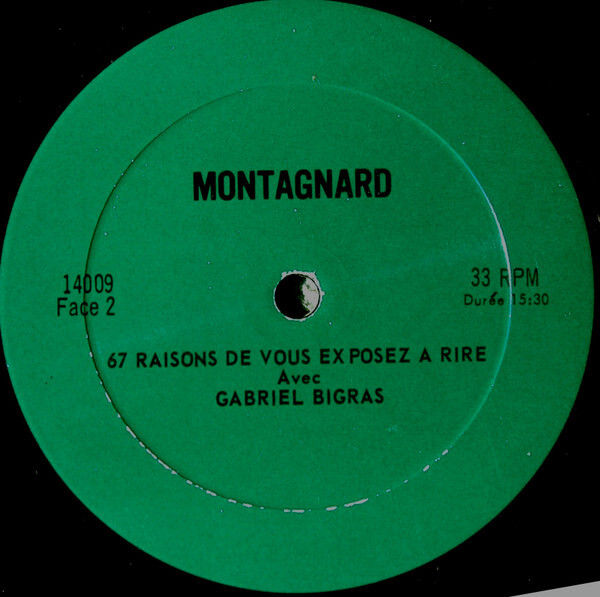 MONTAGNARD
14009
Face 2
33 RPM
Durée 15:30
67 RAISONS DE VOUS EXPOSEZ A RIRE
Avec
GABRIEL BIGRAS